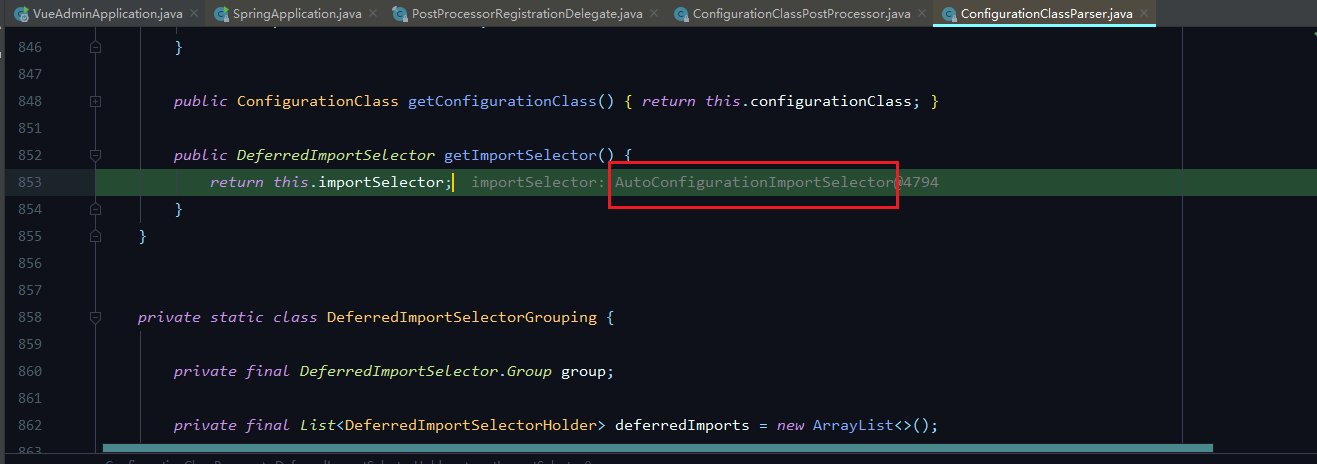 VueAdminApplication.java × SpringApplication.java × PostProcessorRegistrationDelegate.java × ConfigurationClassPostProcessor.java × ConfigurationClassParser.java ×
846 }
847
848 public ConfigurationClass getConfigurationClass() { return this.configurationClass; }
851
852 public DeferredImportSelector getImportSelector() {
853 return this.importSelector; importSelector: AutoConfigurationImportSelector@4794
854 }
855 }
856
857
858 private static class DeferredImportSelectorGrouping {
859
860 private final DeferredImportSelector.Group group;
861
862 private final List<DeferredImportSelectorHolder> deferredImports = new ArrayList<>();
863